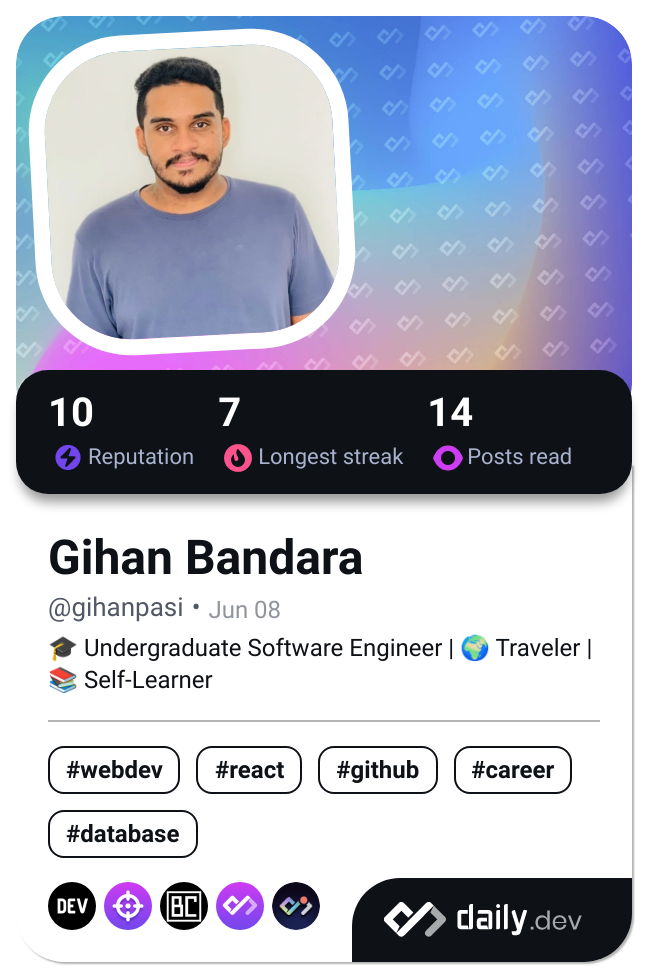 10 7 14
Reputation Longest streak Posts read
Gihan Bandara
@gihanpasi • Jun 08
🎓 Undergraduate Software Engineer | 🌍 Traveler |
📚 Self-Learner
#webdev #react #github #career
#database
DEV BC daily.dev